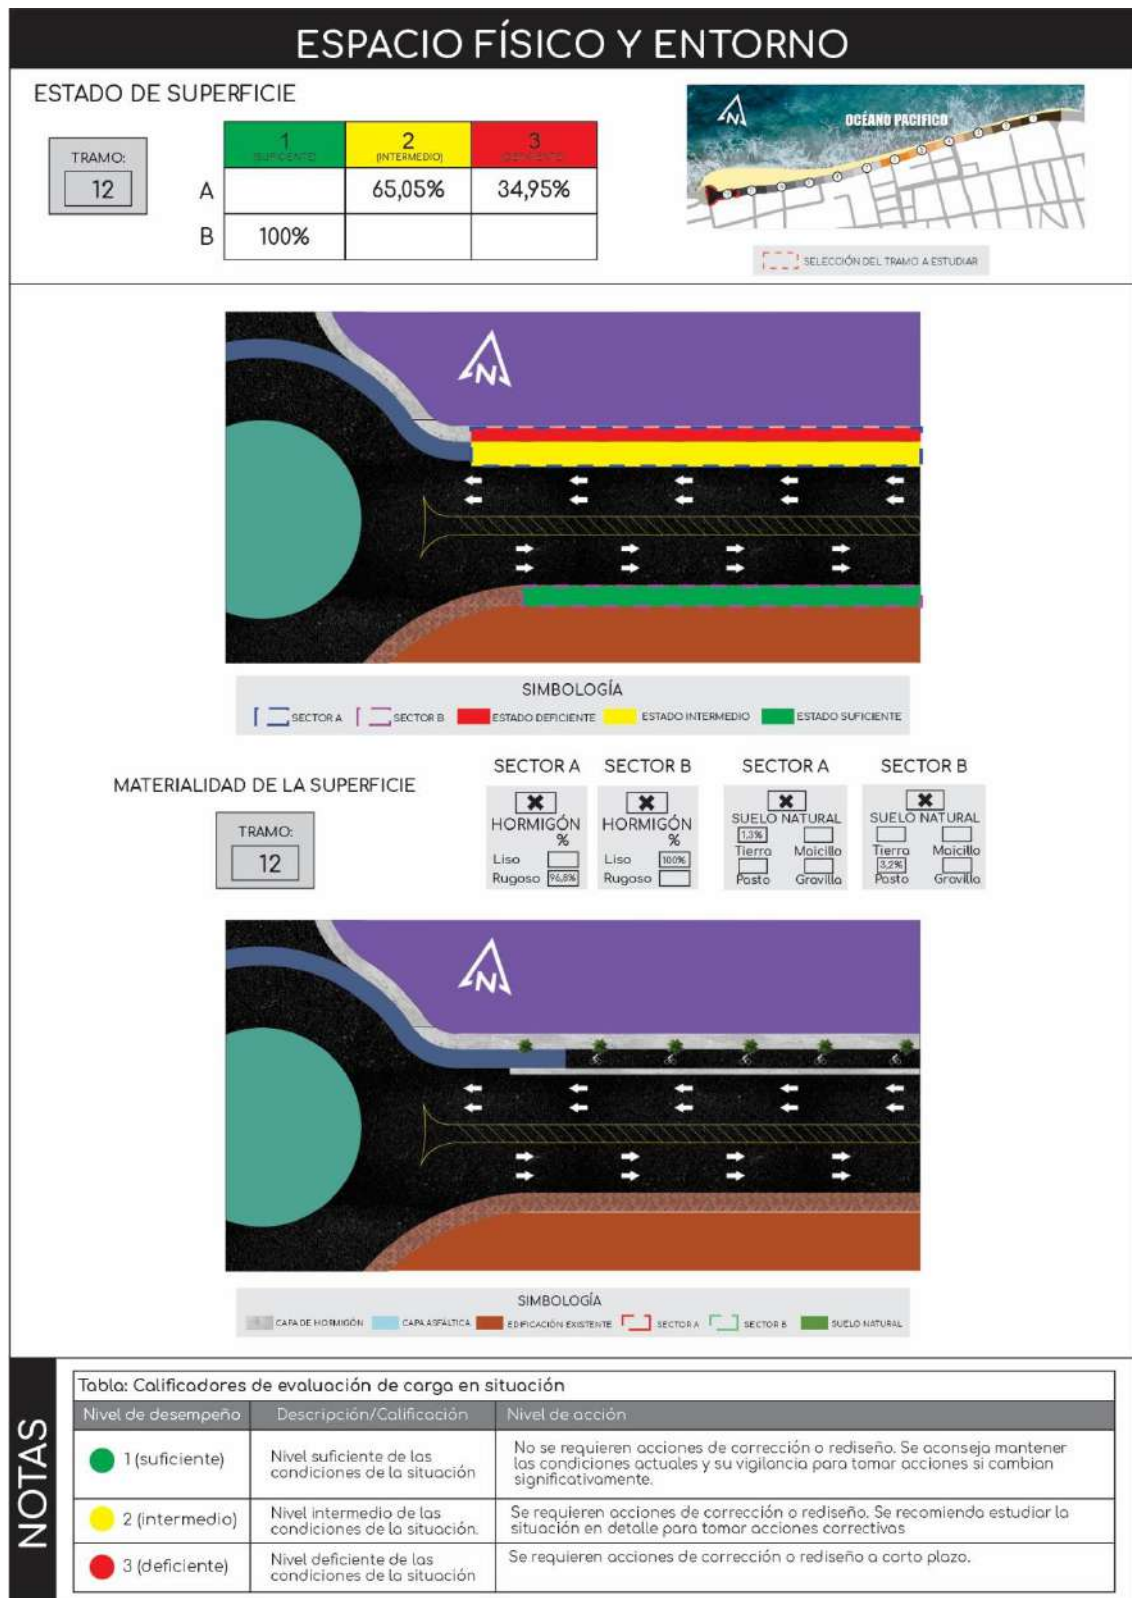 ESPACIO FÍSICO Y ENTORNO
ESTADO DE SUPERFICIE
TRAMO:
12
1
2
(INTERMEDIO)
3
A
65,05%
34,95%
B
100%
N
OCEANO PACIFICO
SELECCIÓN DEL TRAMO A ESTUDIAR
N
SIMBOLOGÍA
SECTOR A
SECTOR B
ESTADO DEFICIENTE
ESTADO INTERMEDIO
ESTADO SUFICIENTE
MATERIALIDAD DE LA SUPERFICIE
TRAMO:
12
SECTOR A
HORMIGÓN
%
Liso
Rugoso 96,8%
SECTOR B
HORMIGÓN
%
Liso 100%
Rugoso
SECTOR A
SUELO NATURAL
1,3%
Tierra Maicillo
Pasto Gravilla
SECTOR B
SUELO NATURAL
Tierra Maicillo
3,2%
Pasto Gravilla
N
SIMBOLOGÍA
CAPA DE HORMIGÓN
CAPA ASFALTICA
EDIFICACIÓN EXISTENTE
SECTOR A
SECTOR B
SUELO NATURAL
NOTAS
Tabla: Calificadores de evaluación de carga en situación
Nivel de desempeño Descripción/Calificación Nivel de acción
1 (suficiente)
Nivel suficiente de las
condiciones de la situación
No se requieren acciones de corrección o rediseño. Se aconseja mantener
las condiciones actuales y su vigilancia para tomar acciones si cambian
significativamente.
2 (intermedio)
Nivel intermedio de las
condiciones de la situación.
Se requieren acciones de corrección o rediseño. Se recomienda estudiar la
situación en detalle para tomar acciones correctivas
3 (deficiente)
Nivel deficiente de las
condiciones de la situación
Se requieren acciones de corrección o rediseño a corto plazo.